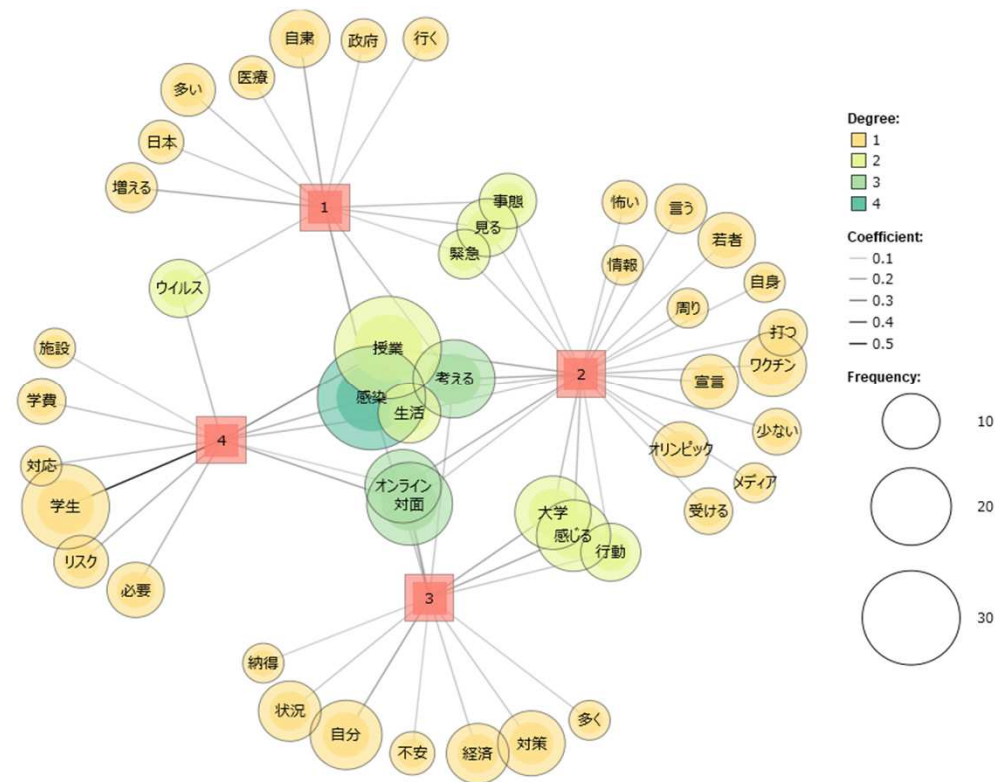 自粛
政府
行く
医療
多い
日本
増える
1
事態
見る
緊急
怖い
言う
若者
情報
自身
周り
打つ
ワクチン
宣言
2
少ない
オリンピック
メディア
受ける
ウイルス
授業
考える
感染
生活
施設
学費
4
対応
学生
リスク
必要
オンライン
対面
大学
感じる
行動
3
納得
状況
自分
不安
経済
対策
多く
Degree:
1
2
3
4
Coefficient:
0.1
0.2
0.3
0.4
0.5
Frequency:
10
20
30